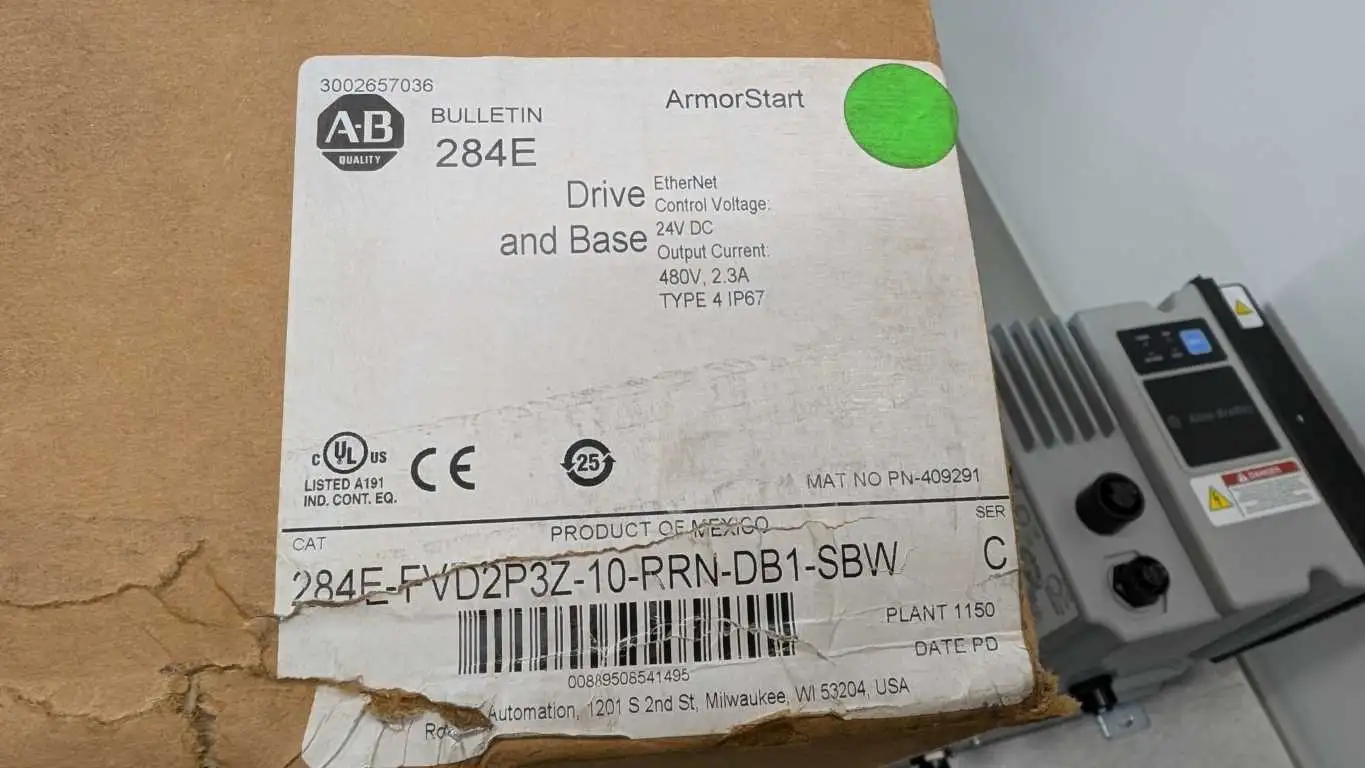 3002657036
A-B
QUALITY
BULLETIN
284E
ArmorStart
Drive
and Base
EtherNet
Control Voltage:
24V DC
Output Current:
480V, 2.3A
TYPE 4 IP67
C UL US
LISTED A191
IND. CONT. EQ.
CE
25
MAT NO PN-409291
PRODUCT OF MEXICO
CAT
SER
284E-FVD2P3Z-10-RRN-DB1-SBW
C
PLANT 1150
DATE PD
00889508541495
Automation, 1201 S 2nd St, Milwaukee, WI 53204, USA
Allen-Bradley
DANGER